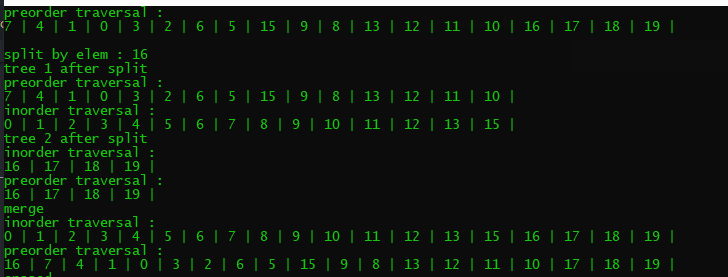 preorder traversal :
7 | 4 | 1 | 0 | 3 | 2 | 6 | 5 | 15 | 9 | 8 | 13 | 12 | 11 | 10 | 16 | 17 | 18 | 19 |
split by elem : 16
tree 1 after split
preorder traversal :
7 | 4 | 1 | 0 | 3 | 2 | 6 | 5 | 15 | 9 | 8 | 13 | 12 | 11 | 10 |
inorder traversal :
0 | 1 | 2 | 3 | 4 | 5 | 6 | 7 | 8 | 9 | 10 | 11 | 12 | 13 | 15 |
tree 2 after split
inorder traversal :
16 | 17 | 18 | 19 |
preorder traversal :
16 | 17 | 18 | 19 |
merge
inorder traversal :
0 | 1 | 2 | 3 | 4 | 5 | 6 | 7 | 8 | 9 | 10 | 11 | 12 | 13 | 15 | 16 | 17 | 18 | 19 |
preorder traversal :
16 | 7 | 4 | 1 | 0 | 3 | 2 | 6 | 5 | 15 | 9 | 8 | 13 | 12 | 11 | 10 | 17 | 18 | 19 |